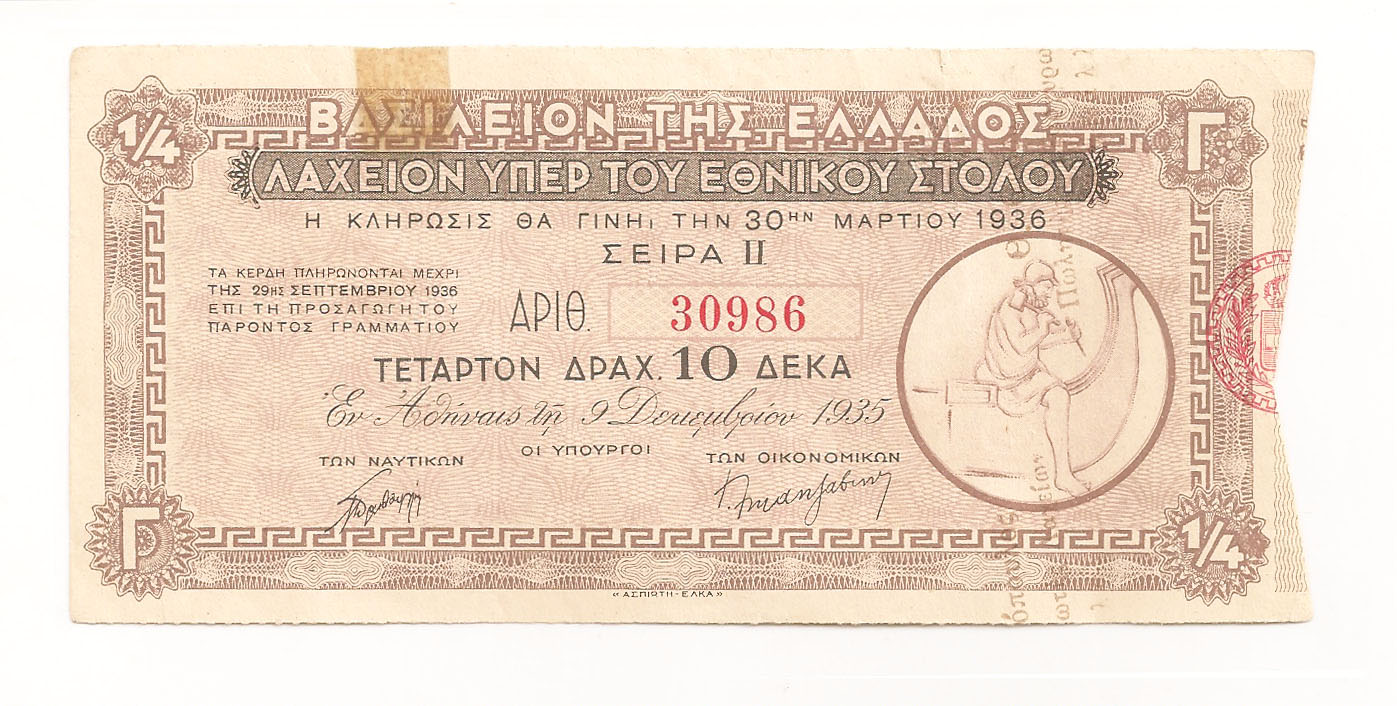 1/4
ΒΑΣΙΛΕΙΟΝ ΤΗΣ ΕΛΛΑΔΟΣ
Γ
ΛΑΧΕΙΟΝ ΥΠΕΡ ΤΟΥ ΕΘΝΙΚΟΥ ΣΤΟΛΟΥ
Η ΚΛΗΡΩΣΙΣ ΘΑ ΓΙΝΗι ΤΗΝ 30ΗΝ ΜΑΡΤΙΟΥ 1936
ΣΕΙΡΑ II
ΤΑ ΚΕΡΔΗ ΠΛΗΡΩΝΟΝΤΑΙ ΜΕΧΡΙ
ΤΗΣ 29ΗΣ ΣΕΠΤΕΜΒΡΙΟΥ 1936
ΕΠΙ ΤΗ ΠΡΟΣΑΓΩΓΗ ΤΟΥ
ΠΑΡΟΝΤΟΣ ΓΡΑΜΜΑΤΙΟΥ
ΑΡΙΘ. 30986
ΤΕΤΑΡΤΟΝ ΔΡΑΧ. 10 ΔΕΚΑ
Ἐν Ἀθήναις τῇ 9 Δεκεμβρίου 1935
ΟΙ ΥΠΟΥΡΓΟΙ
ΤΩΝ ΝΑΥΤΙΚΩΝ
ΤΩΝ ΟΙΚΟΝΟΜΙΚΩΝ
Γ
1/4
« ΑΣΠΙΩΤΗ-ΕΛΚΑ »